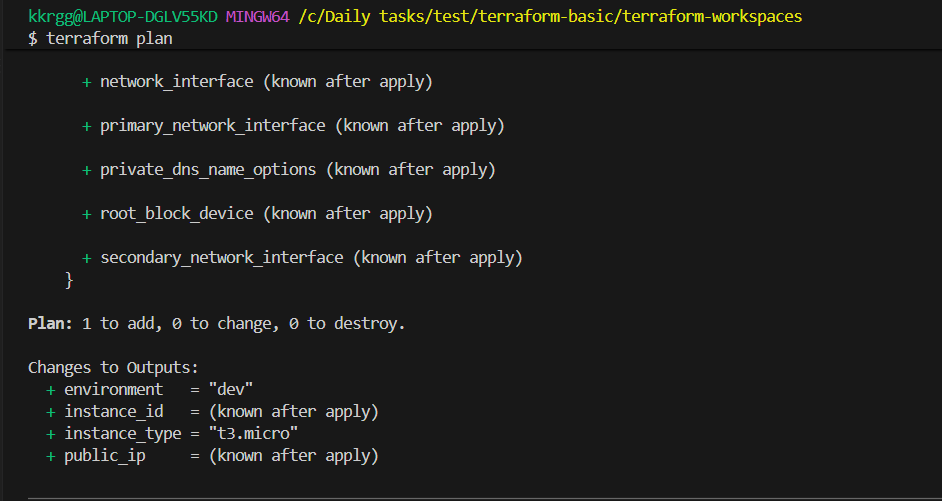 kkrgg@LAPTOP-DGLV55KD MINGW64 /c/Daily tasks/test/terraform-basic/terraform-workspaces
$ terraform plan
+ network_interface (known after apply)
+ primary_network_interface (known after apply)
+ private_dns_name_options (known after apply)
+ root_block_device (known after apply)
+ secondary_network_interface (known after apply)
}
Plan: 1 to add, 0 to change, 0 to destroy.
Changes to Outputs:
+ environment   = "dev"
+ instance_id   = (known after apply)
+ instance_type = "t3.micro"
+ public_ip     = (known after apply)